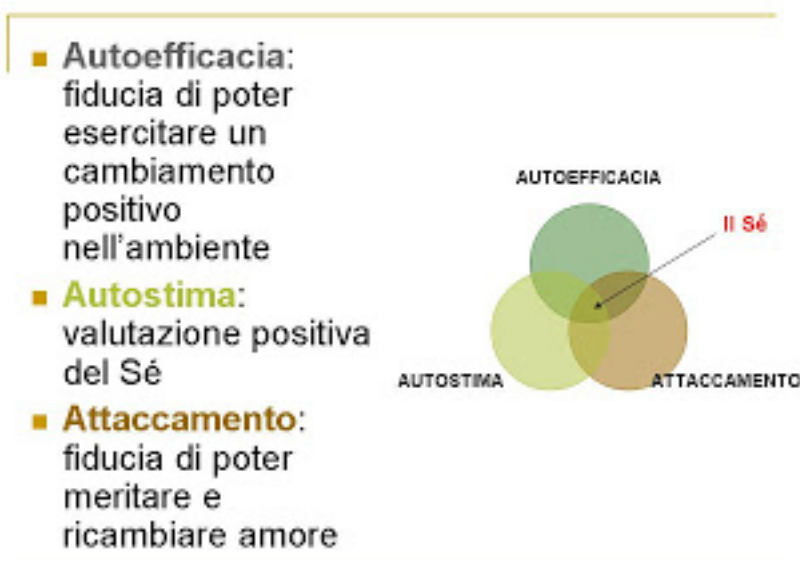 Autoefficacia:
fiducia di poter
esercitare un
cambiamento
positivo
nell'ambiente
Autostima:
valutazione positiva
del Sé
Attaccamento:
fiducia di poter
meritare e
ricambiare amore
AUTOEFFICACIA
Il Sé
AUTOSTIMA
ATTACCAMENTO